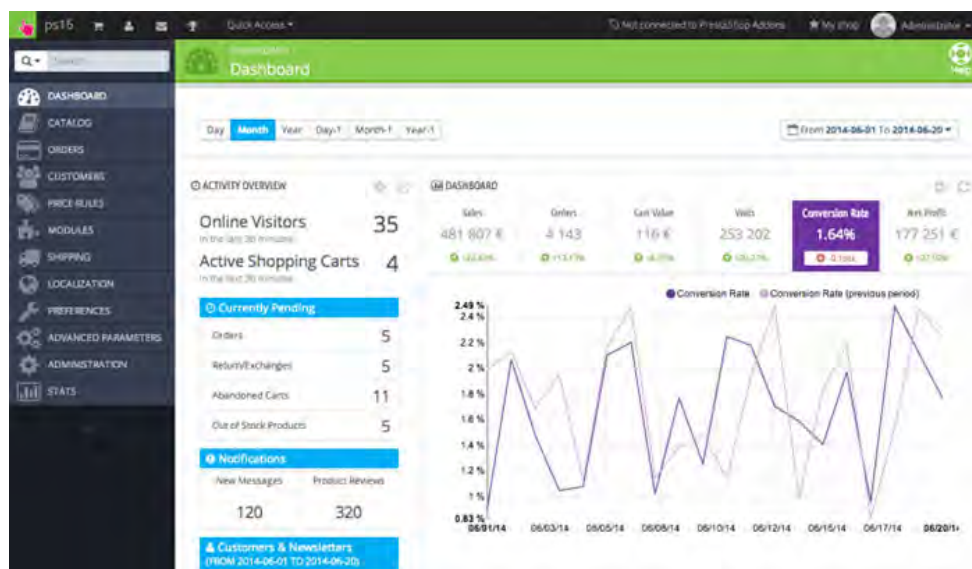 ps16
Quick Access
Not connected to PrestaShop Addons
My shop
Administrator
Dashboard
Help
DASHBOARD
CATALOG
ORDERS
CUSTOMERS
PRICE RULES
MODULES
SHIPPING
LOCALIZATION
PREFERENCES
ADVANCED PARAMETERS
ADMINISTRATION
STATS
Day Month Year Day-1 Month-1 Year-1
From 2014-06-01 To 2014-06-20
ACTIVITY OVERVIEW
Online Visitors 35
in the last 30 minutes
Active Shopping Carts 4
in the last 30 minutes
Currently Pending
Orders 5
Return/Exchanges 5
Abandoned Carts 11
Out of Stock Products 5
Notifications
New Messages Product Reviews
120 320
Customers & Newsletters
(FROM 2014-06-01 TO 2014-06-20)
DASHBOARD
Sales Orders Cart Value Visits Conversion Rate Net Profit
481 807 € 4 143 116 € 253 202 1.64% 177 251 €
Conversion Rate Conversion Rate (previous period)
2.49 %
2.4 %
2.2 %
2 %
1.8 %
1.6 %
1.4 %
1.2 %
1 %
0.83 %
06/01/14 06/03/14 06/05/14 06/08/14 06/10/14 06/12/14 06/15/14 06/17/14 06/20/14